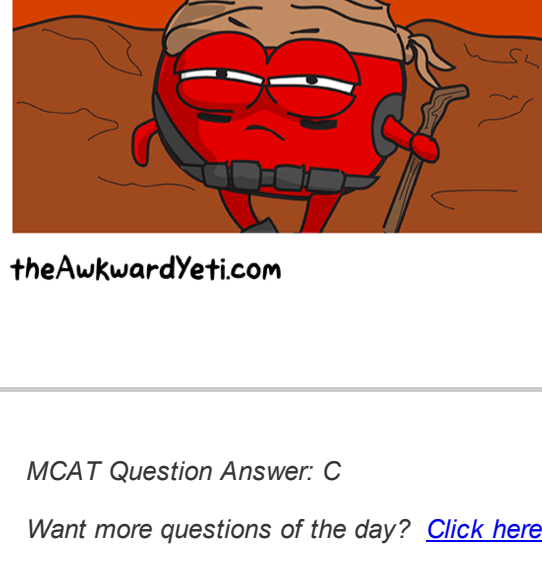 theAwkwardYeti.com
MCAT Question Answer: C
Want more questions of the day? Click here